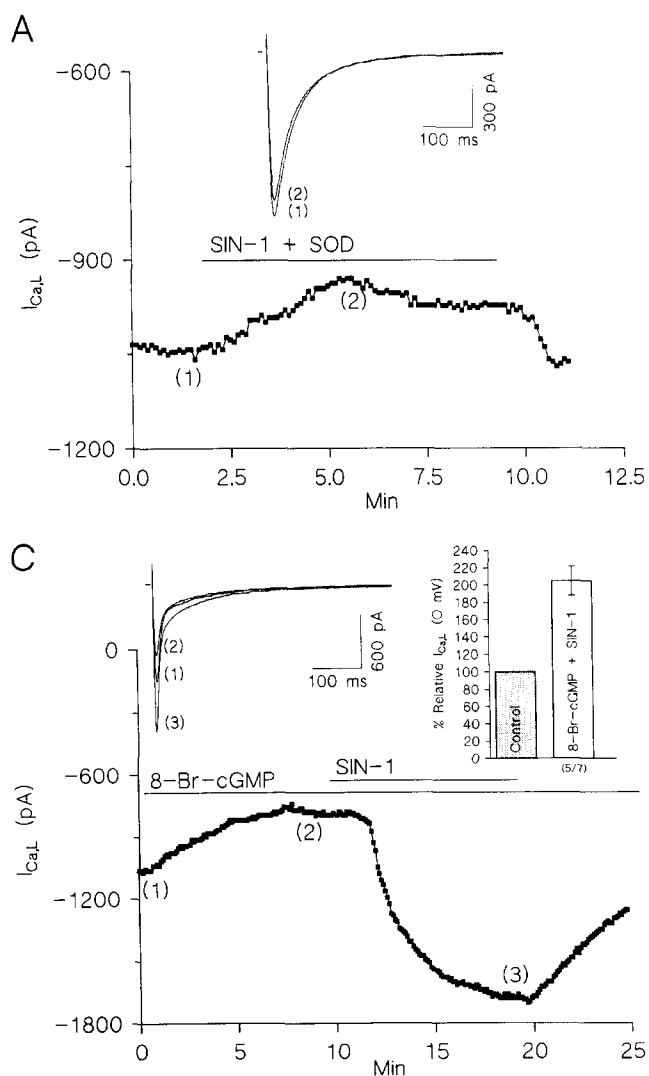 A
-600
-900
-1200
I Ca,L (pA)
300 pA
100 ms
(2)
(1)
SIN-1 + SOD
(1)
(2)
0.0 2.5 5.0 7.5 10.0 12.5
Min
C
0
-600
-1200
-1800
I Ca,L (pA)
(2)
(1)
(3)
600 pA
100 ms
% Relative I Ca,L (0 mV)
240
220
200
180
160
140
120
100
80
60
40
20
0
Control
8-Br-cGMP + SIN-1
(5/7)
SIN-1
8-Br-cGMP
(1)
(2)
(3)
0 5 10 15 20 25
Min